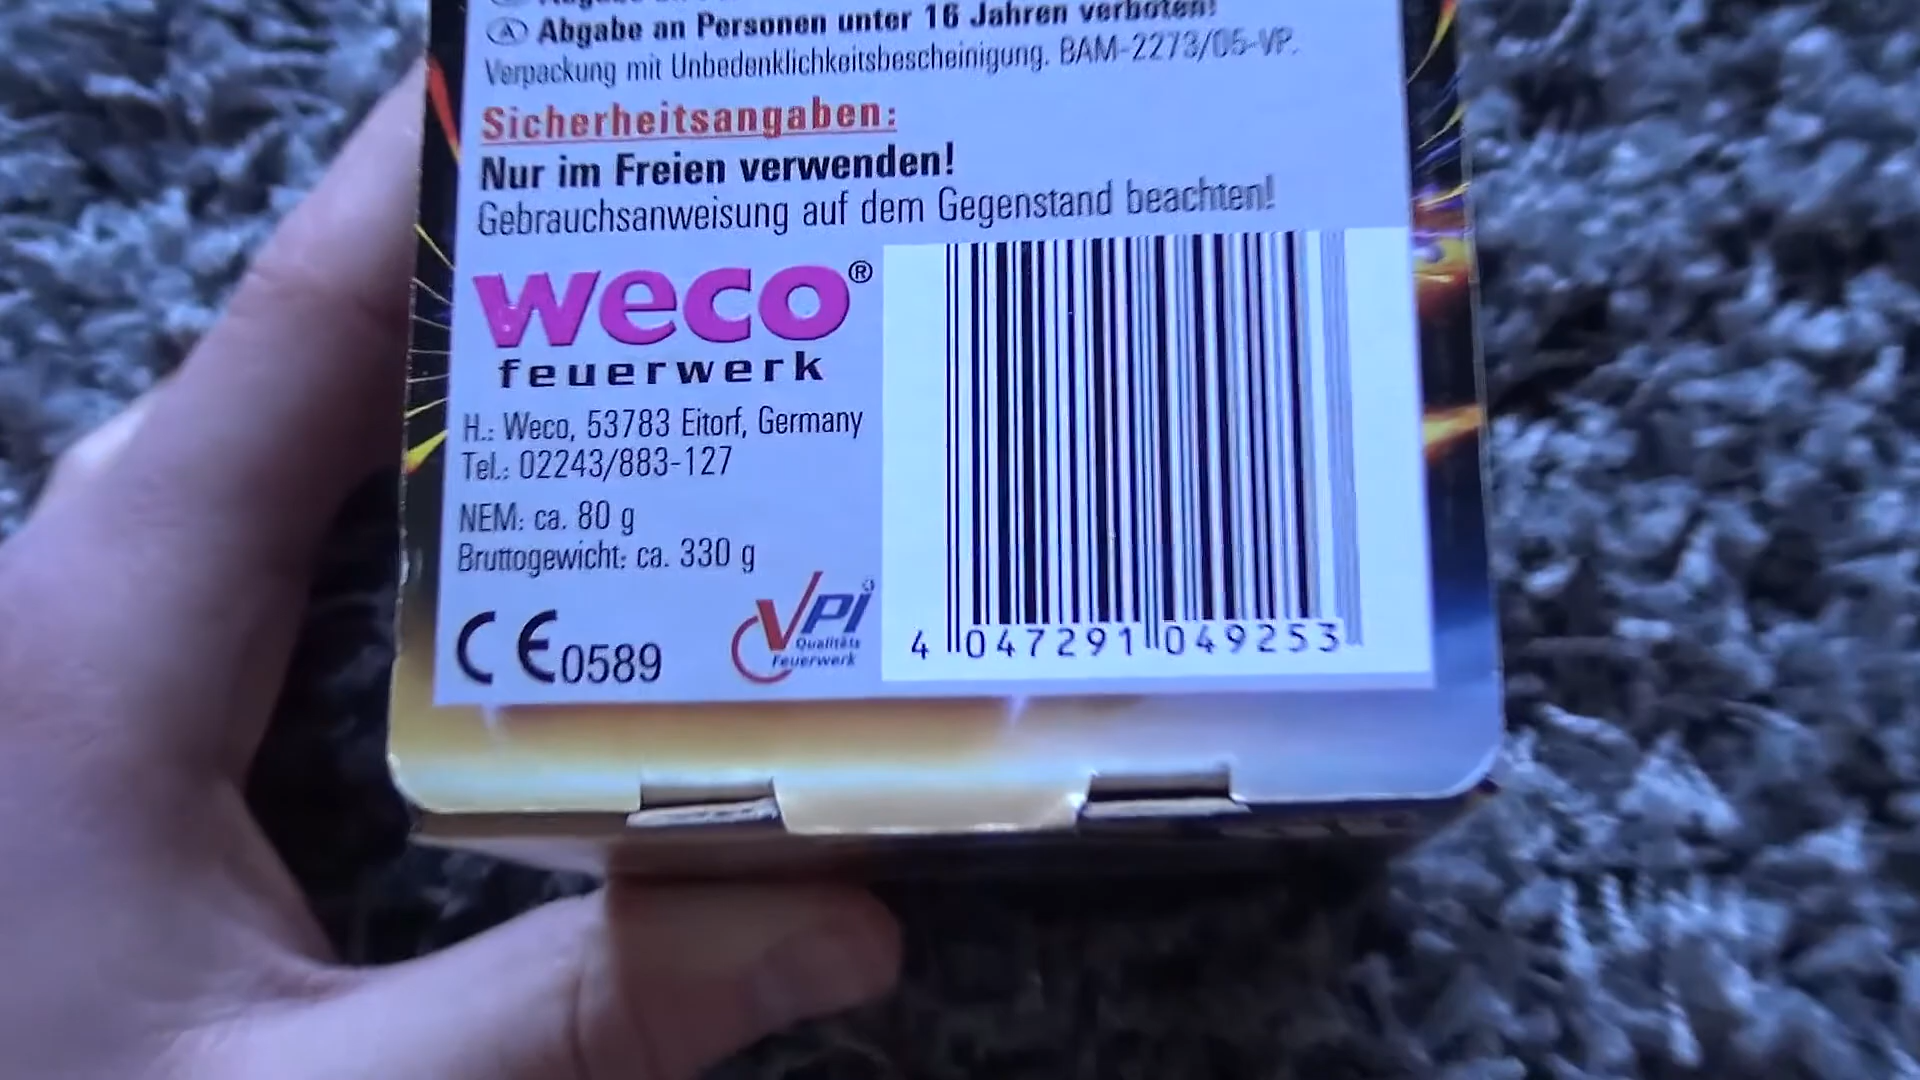 Ⓐ Abgabe an Personen unter 16 Jahren verboten!
Verpackung mit Unbedenklichkeitsbescheinigung. BAM-2273/05-VP.
Sicherheitsangaben:
Nur im Freien verwenden!
Gebrauchsanweisung auf dem Gegenstand beachten!
weco®
feuerwerk
H.: Weco, 53783 Eitorf, Germany
Tel.: 02243/883-127
NEM: ca. 80 g
Bruttogewicht: ca. 330 g
CE 0589
VPI
Qualitäts
Feuerwerk
4 047291 049253